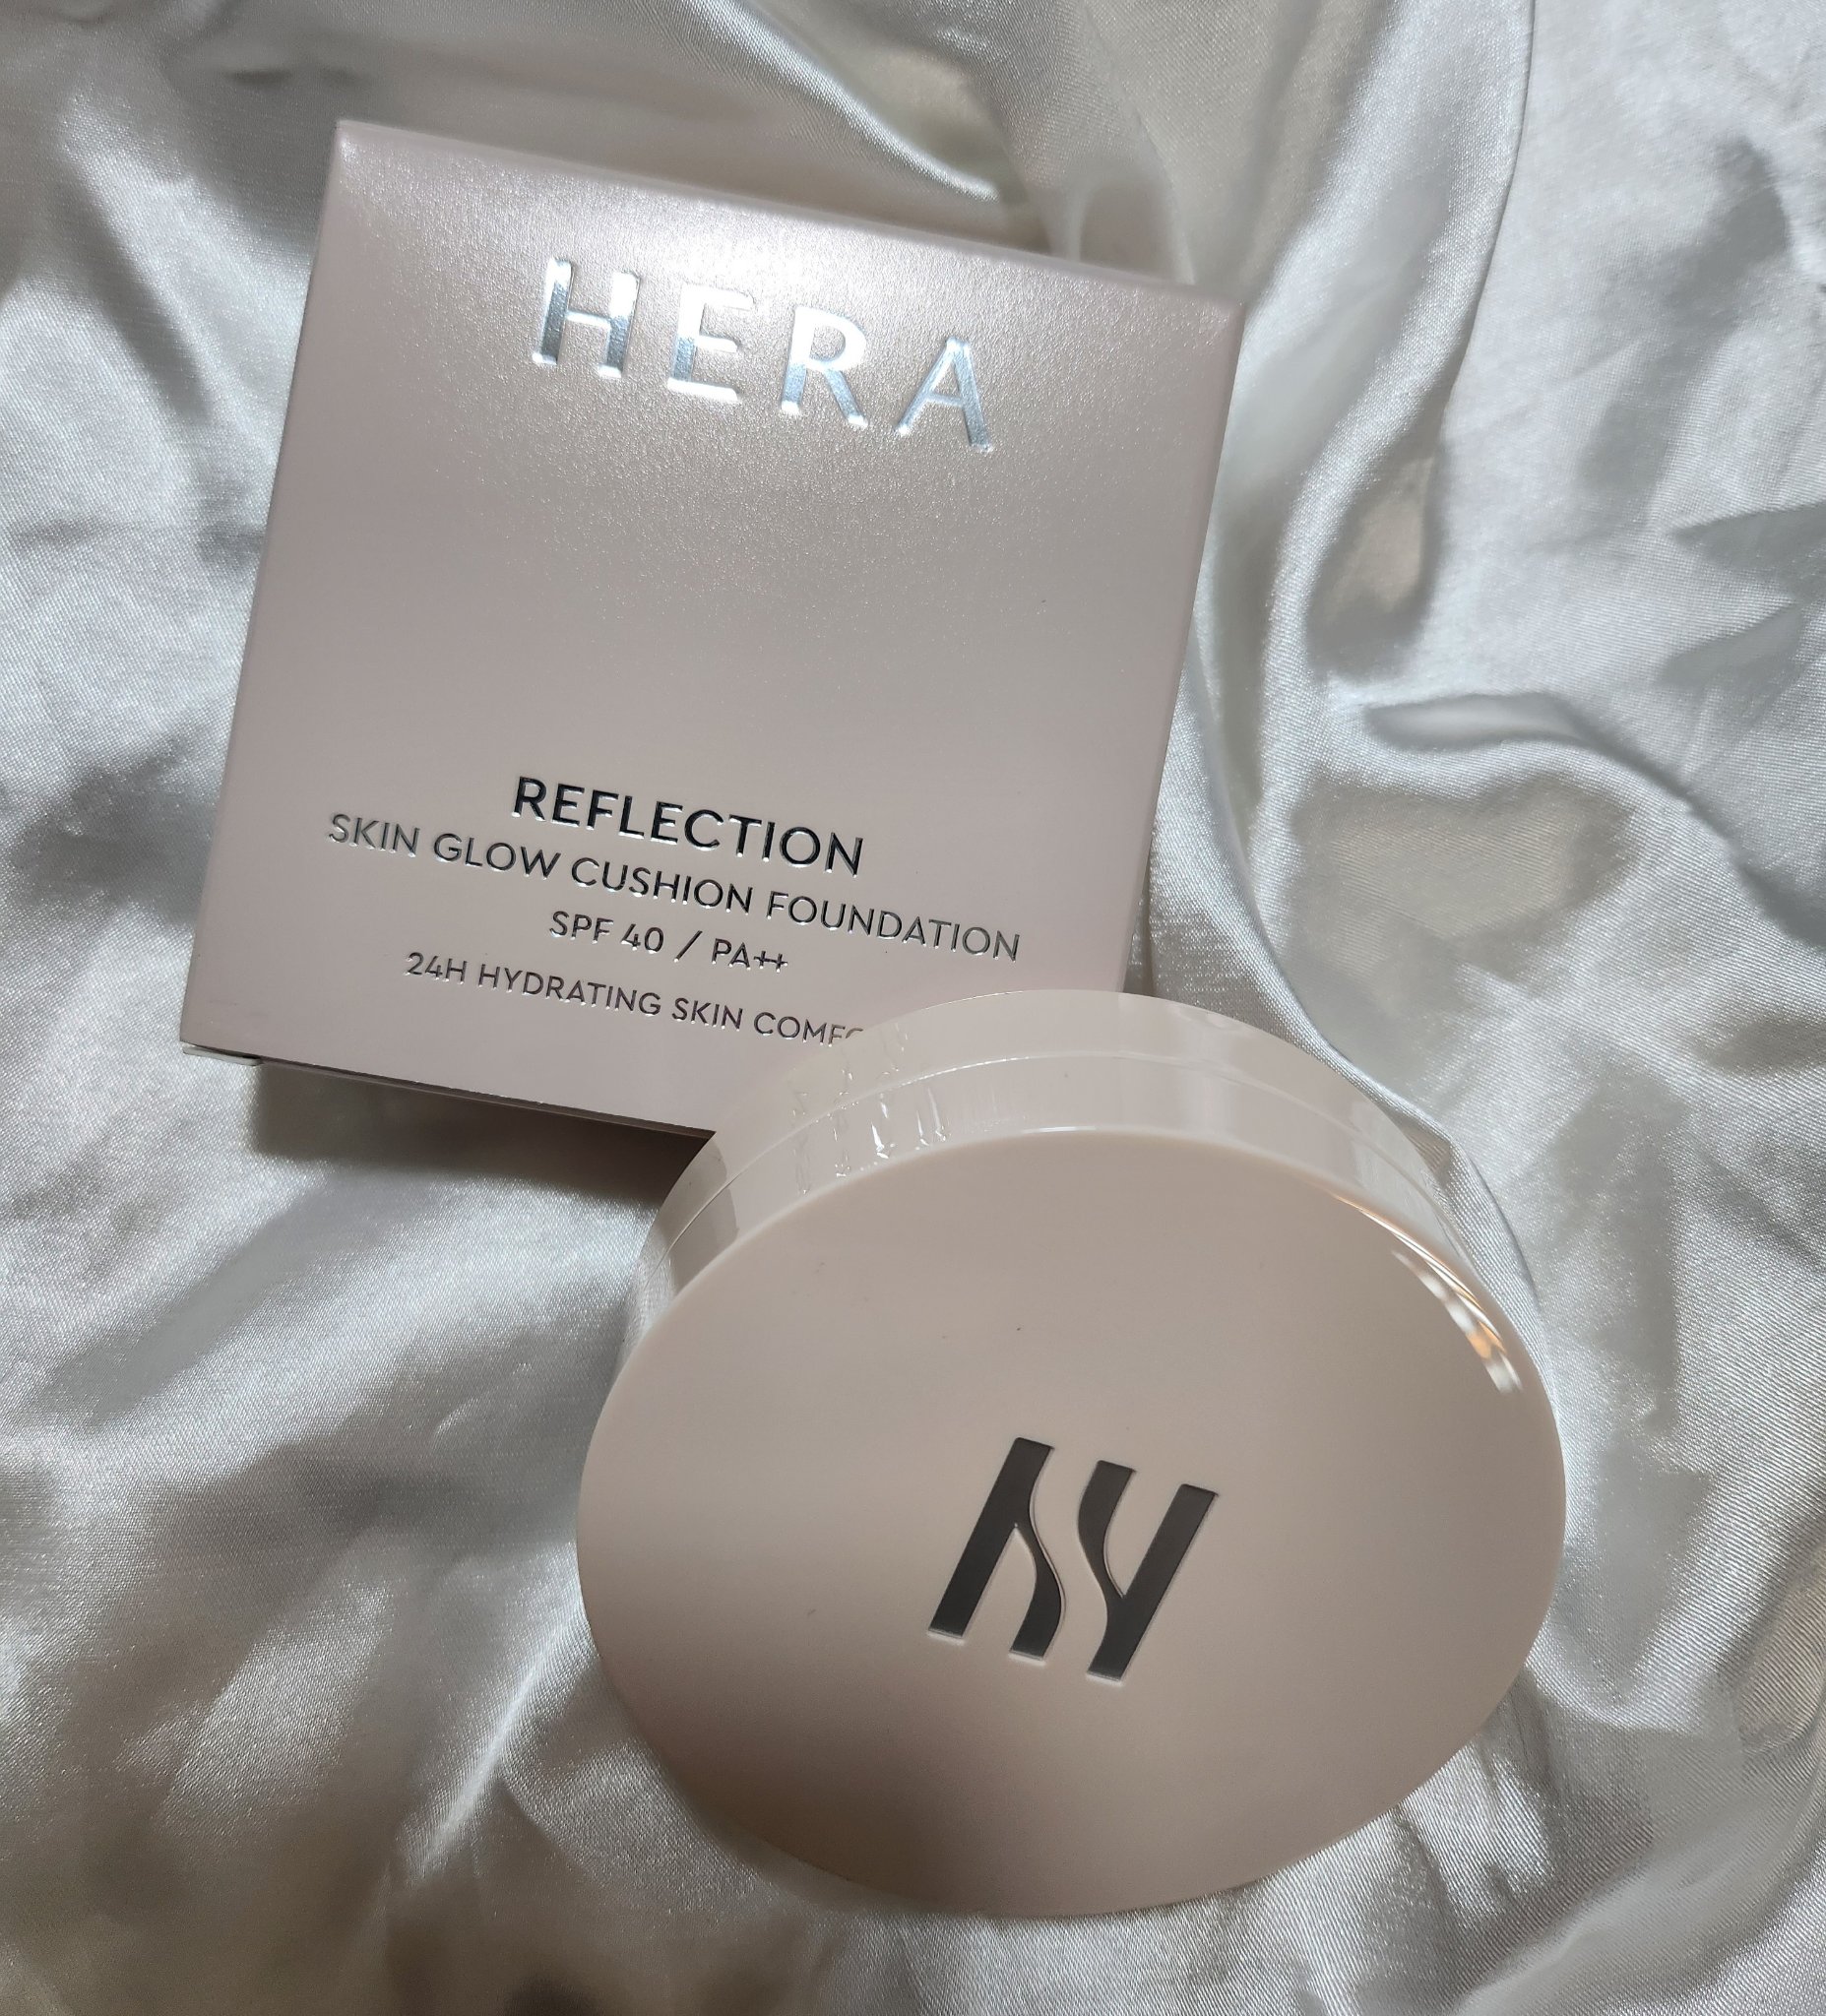 HERA
REFLECTION
SKIN GLOW CUSHION FOUNDATION
SPF 40 / PA++
24H HYDRATING SKIN